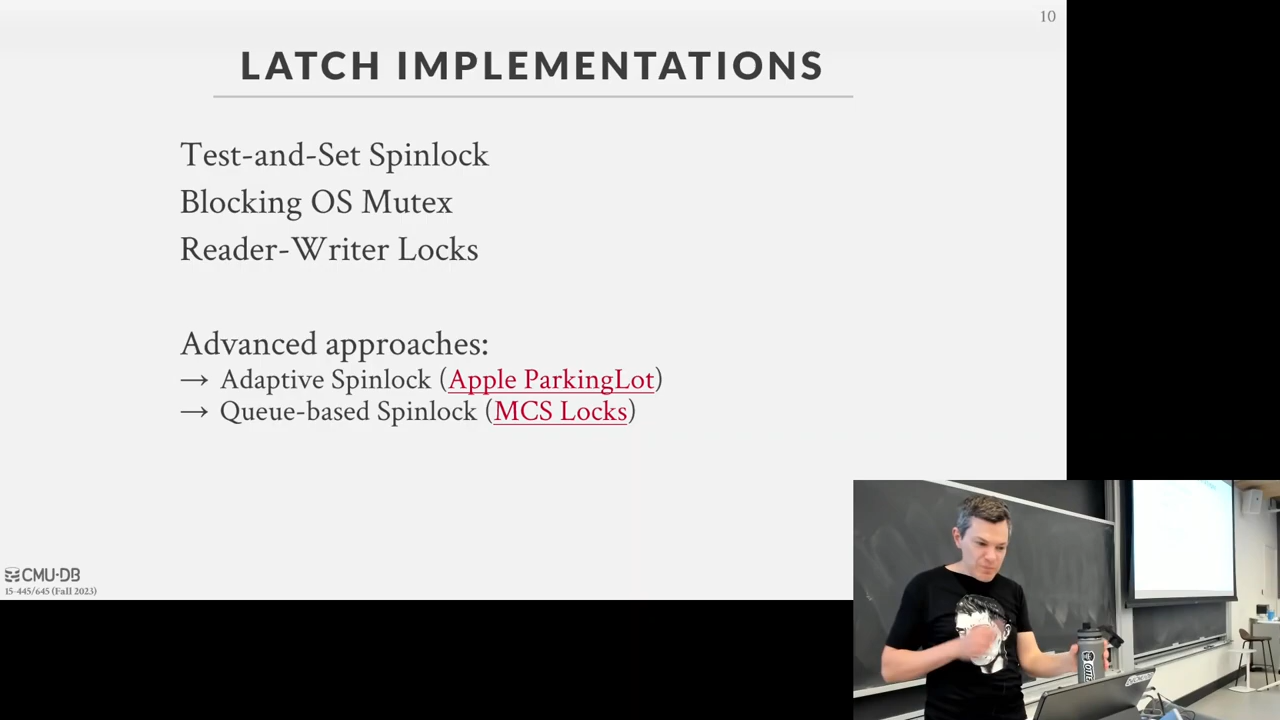 10
LATCH IMPLEMENTATIONS
Test-and-Set Spinlock
Blocking OS Mutex
Reader-Writer Locks
Advanced approaches:
→ Adaptive Spinlock (Apple ParkingLot)
→ Queue-based Spinlock (MCS Locks)
CMU·DB
15-445/645 (Fall 2023)